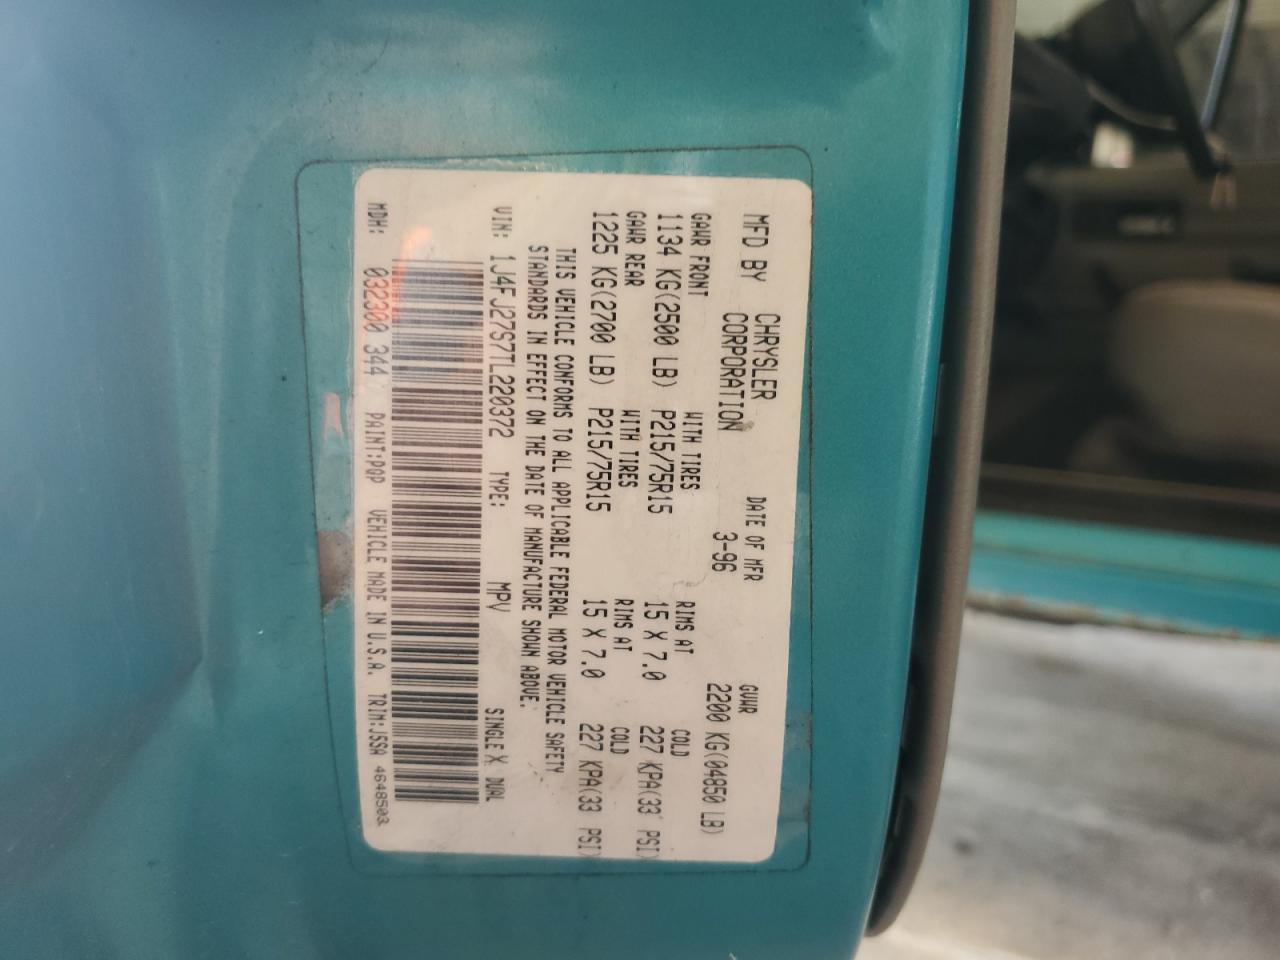 MFD BY CHRYSLER CORPORATION
DATE OF MFR 3-96
GVWR 2200 KG(04850 LB)
GAWR FRONT WITH TIRES RIMS AT COLD
1134 KG(2500 LB) P215/75R15 15 X 7.0 227 KPA(33 PSI)
GAWR REAR WITH TIRES RIMS AT COLD
1225 KG(2700 LB) P215/75R15 15 X 7.0 227 KPA(33 PSI)
THIS VEHICLE CONFORMS TO ALL APPLICABLE FEDERAL MOTOR VEHICLE SAFETY
STANDARDS IN EFFECT ON THE DATE OF MANUFACTURE SHOWN ABOVE.
VIN: 1J4FJ27S7TL220372 TYPE: MPV SINGLE X DUAL
MDH: 032300 344 PAINT:PQP VEHICLE MADE IN U.S.A. TRIM:J5SA 4648503